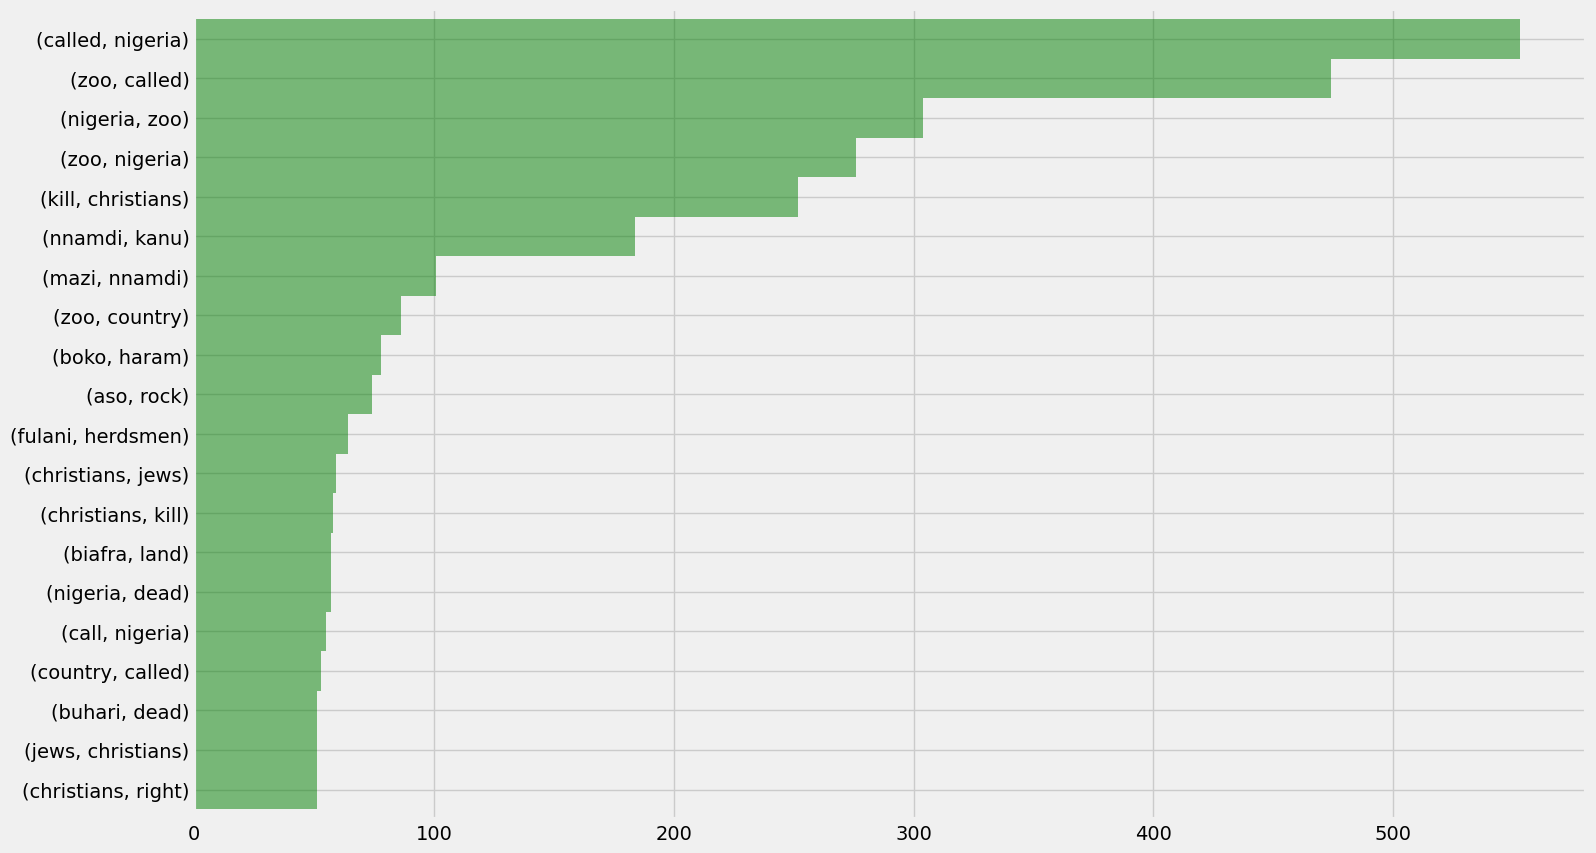 (called, nigeria)
(zoo, called)
(nigeria, zoo)
(zoo, nigeria)
(kill, christians)
(nnamdi, kanu)
(mazi, nnamdi)
(zoo, country)
(boko, haram)
(aso, rock)
(fulani, herdsmen)
(christians, jews)
(christians, kill)
(biafra, land)
(nigeria, dead)
(call, nigeria)
(country, called)
(buhari, dead)
(jews, christians)
(christians, right)
0 100 200 300 400 500